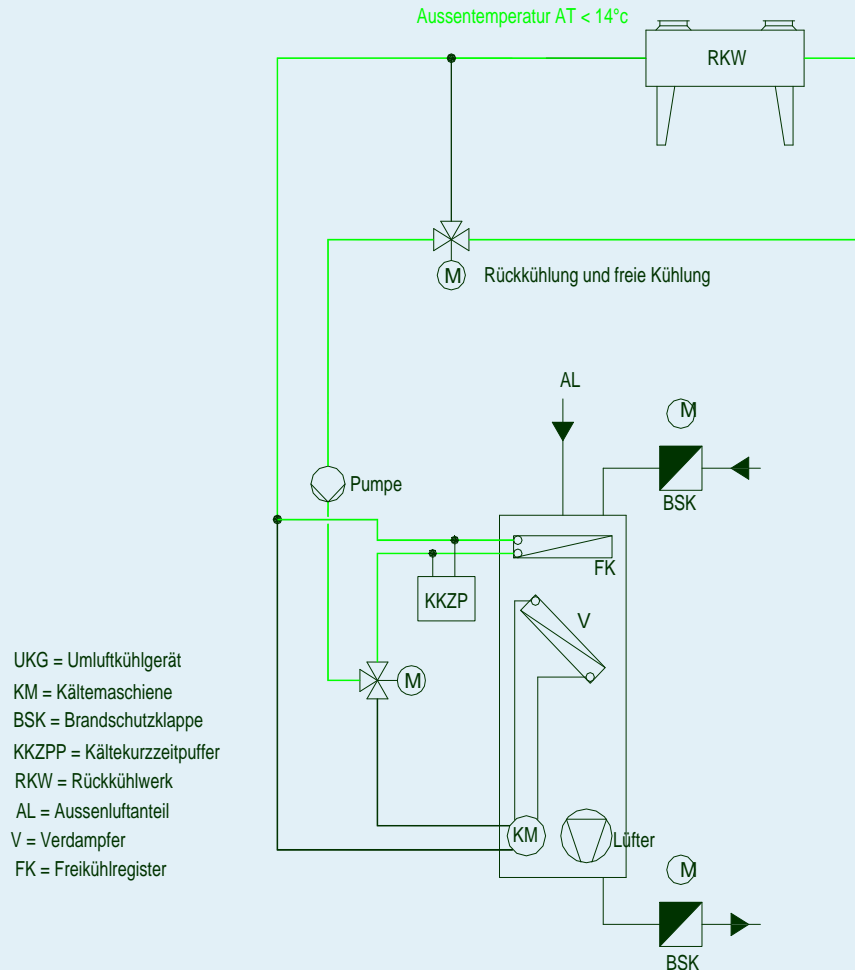 Aussentemperatur AT < 14°c
RKW
M
Rückkühlung und freie Kühlung
AL
M
BSK
Pumpe
FK
KKZP
V
M
UKG = Umluftkühlgerät
KM = Kältemaschiene
BSK = Brandschutzklappe
KKZPP = Kältekurzzeitpuffer
RKW = Rückkühlwerk
AL = Aussenluftanteil
V = Verdampfer
FK = Freikühlregister
KM
Lüfter
M
BSK